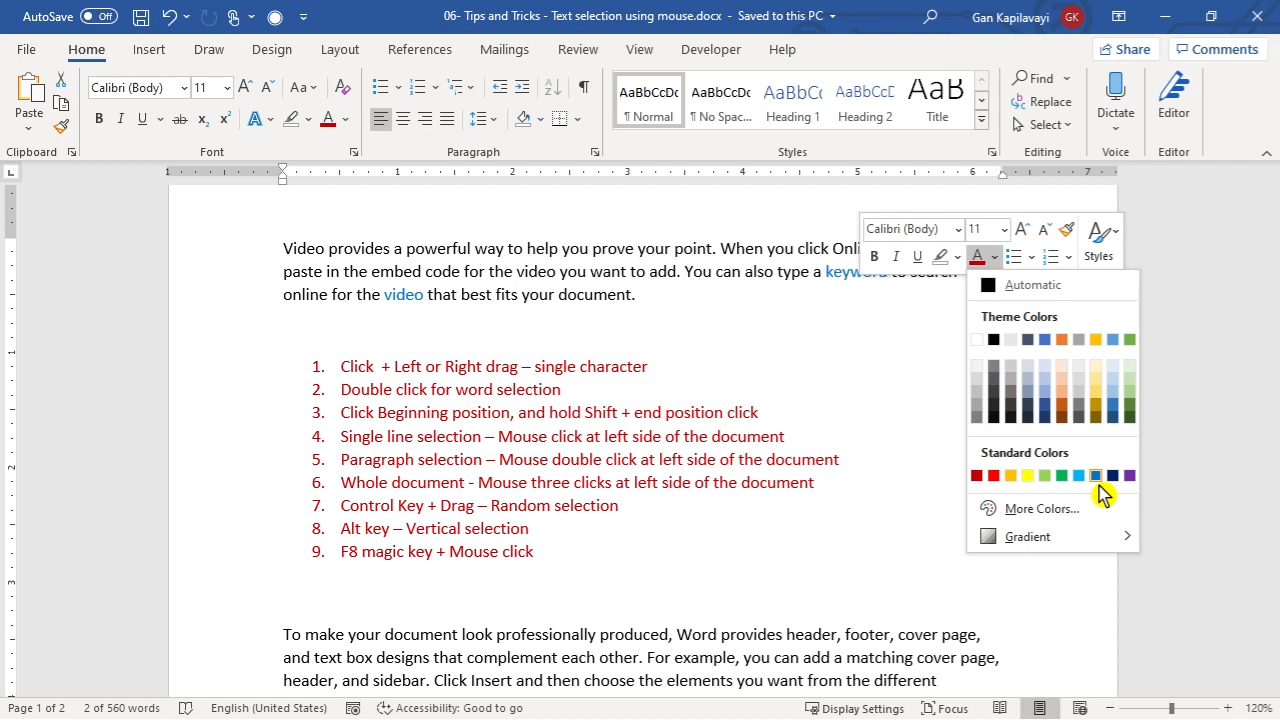 AutoSave Off 06- Tips and Tricks - Text selection using mouse.docx - Saved to this PC Gan Kapilavayi GK
File Home Insert Draw Design Layout References Mailings Review View Developer Help Share Comments
Calibri (Body) 11 Aa A AaBbCcDc AaBbCcDc AaBbCc AaBbCcC AaB Find
Paste ¶ Normal ¶ No Spac... Heading 1 Heading 2 Title Replace Dictate Editor
B I U ab x₂ x² A A Select
Clipboard Font Paragraph Styles Editing Voice Editor
1 1 2 3 4 5 6 7
Calibri (Body) 11
B I U A Styles
Video provides a powerful way to help you prove your point. When you click Onli
paste in the embed code for the video you want to add. You can also type a keyword to search
online for the video that best fits your document.
Automatic
Theme Colors
Standard Colors
More Colors...
Gradient
1. Click + Left or Right drag – single character
2. Double click for word selection
3. Click Beginning position, and hold Shift + end position click
4. Single line selection – Mouse click at left side of the document
5. Paragraph selection – Mouse double click at left side of the document
6. Whole document - Mouse three clicks at left side of the document
7. Control Key + Drag – Random selection
8. Alt key – Vertical selection
9. F8 magic key + Mouse click
To make your document look professionally produced, Word provides header, footer, cover page,
and text box designs that complement each other. For example, you can add a matching cover page,
header, and sidebar. Click Insert and then choose the elements you want from the different
Page 1 of 2 2 of 560 words English (United States) Accessibility: Good to go Display Settings Focus 120%